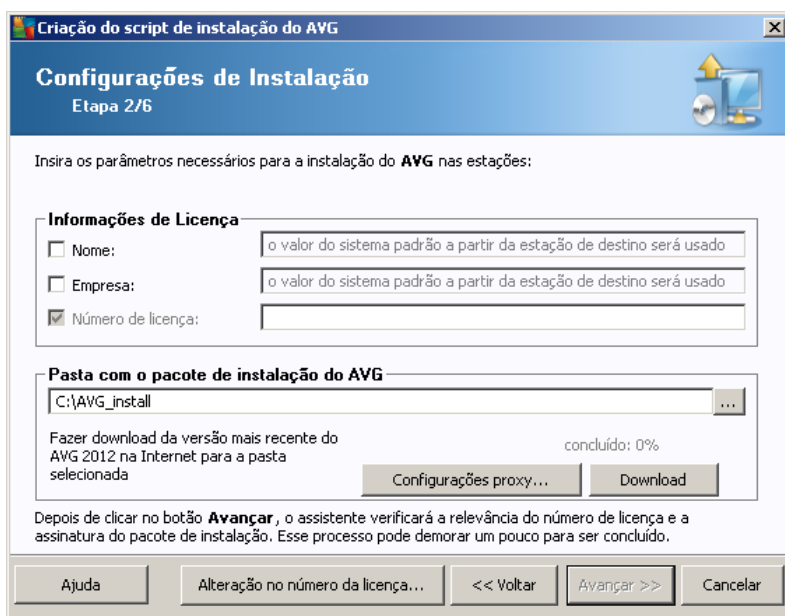 Criação do script de instalação do AVG
Configurações de Instalação
Etapa 2/6
Insira os parâmetros necessários para a instalação do AVG nas estações:
Informações de Licença
Nome:
o valor do sistema padrão a partir da estação de destino será usado
Empresa:
o valor do sistema padrão a partir da estação de destino será usado
Número de licença:
Pasta com o pacote de instalação do AVG
C:\AVG_install
...
Fazer download da versão mais recente do
AVG 2012 na Internet para a pasta
selecionada
concluído: 0%
Configurações proxy...
Download
Depois de clicar no botão Avançar, o assistente verificará a relevância do número de licença e a
assinatura do pacote de instalação. Esse processo pode demorar um pouco para ser concluído.
Ajuda
Alteração no número da licença...
<< Voltar
Avançar >>
Cancelar